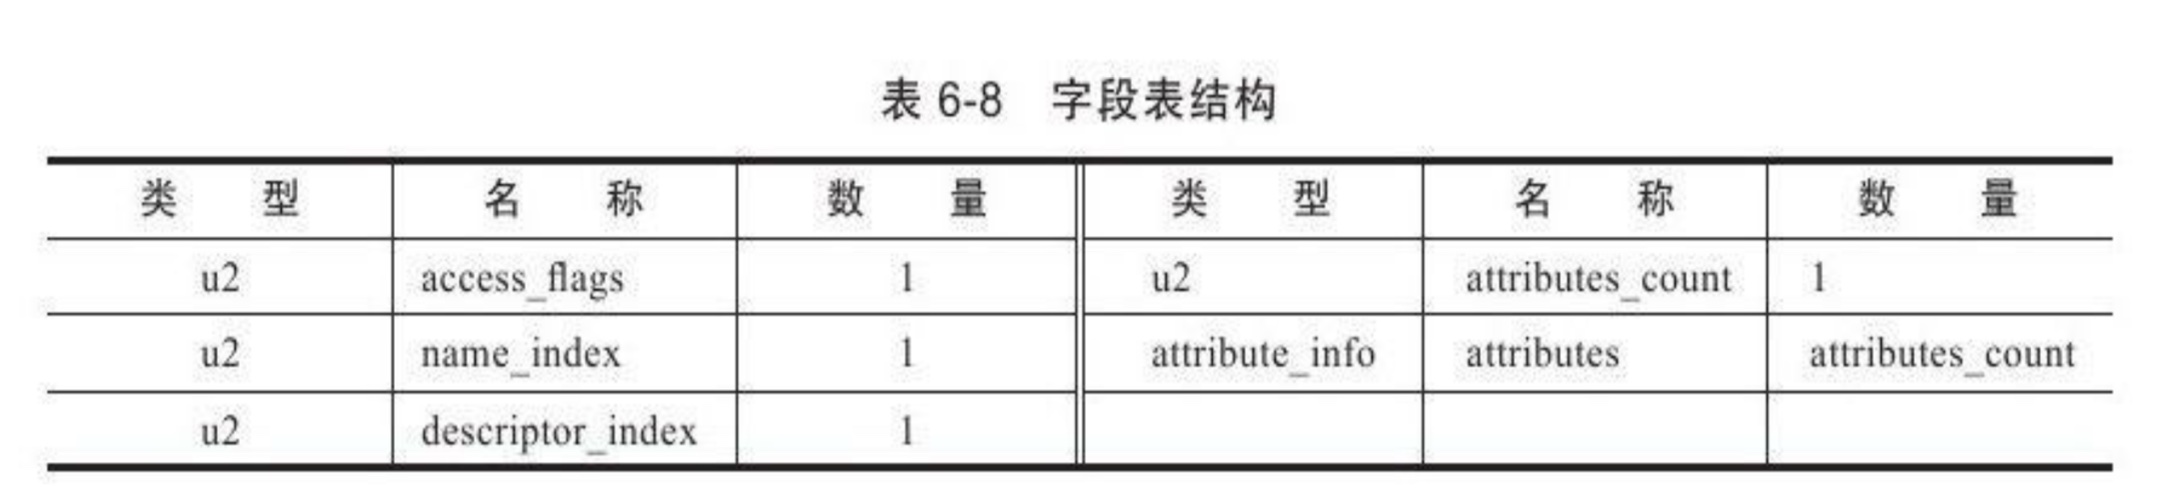 表 6-8 字段表结构
类 型 名 称 数 量 类 型 名 称 数 量
u2 access_flags 1 u2 attributes_count 1
u2 name_index 1 attribute_info attributes attributes_count
u2 descriptor_index 1